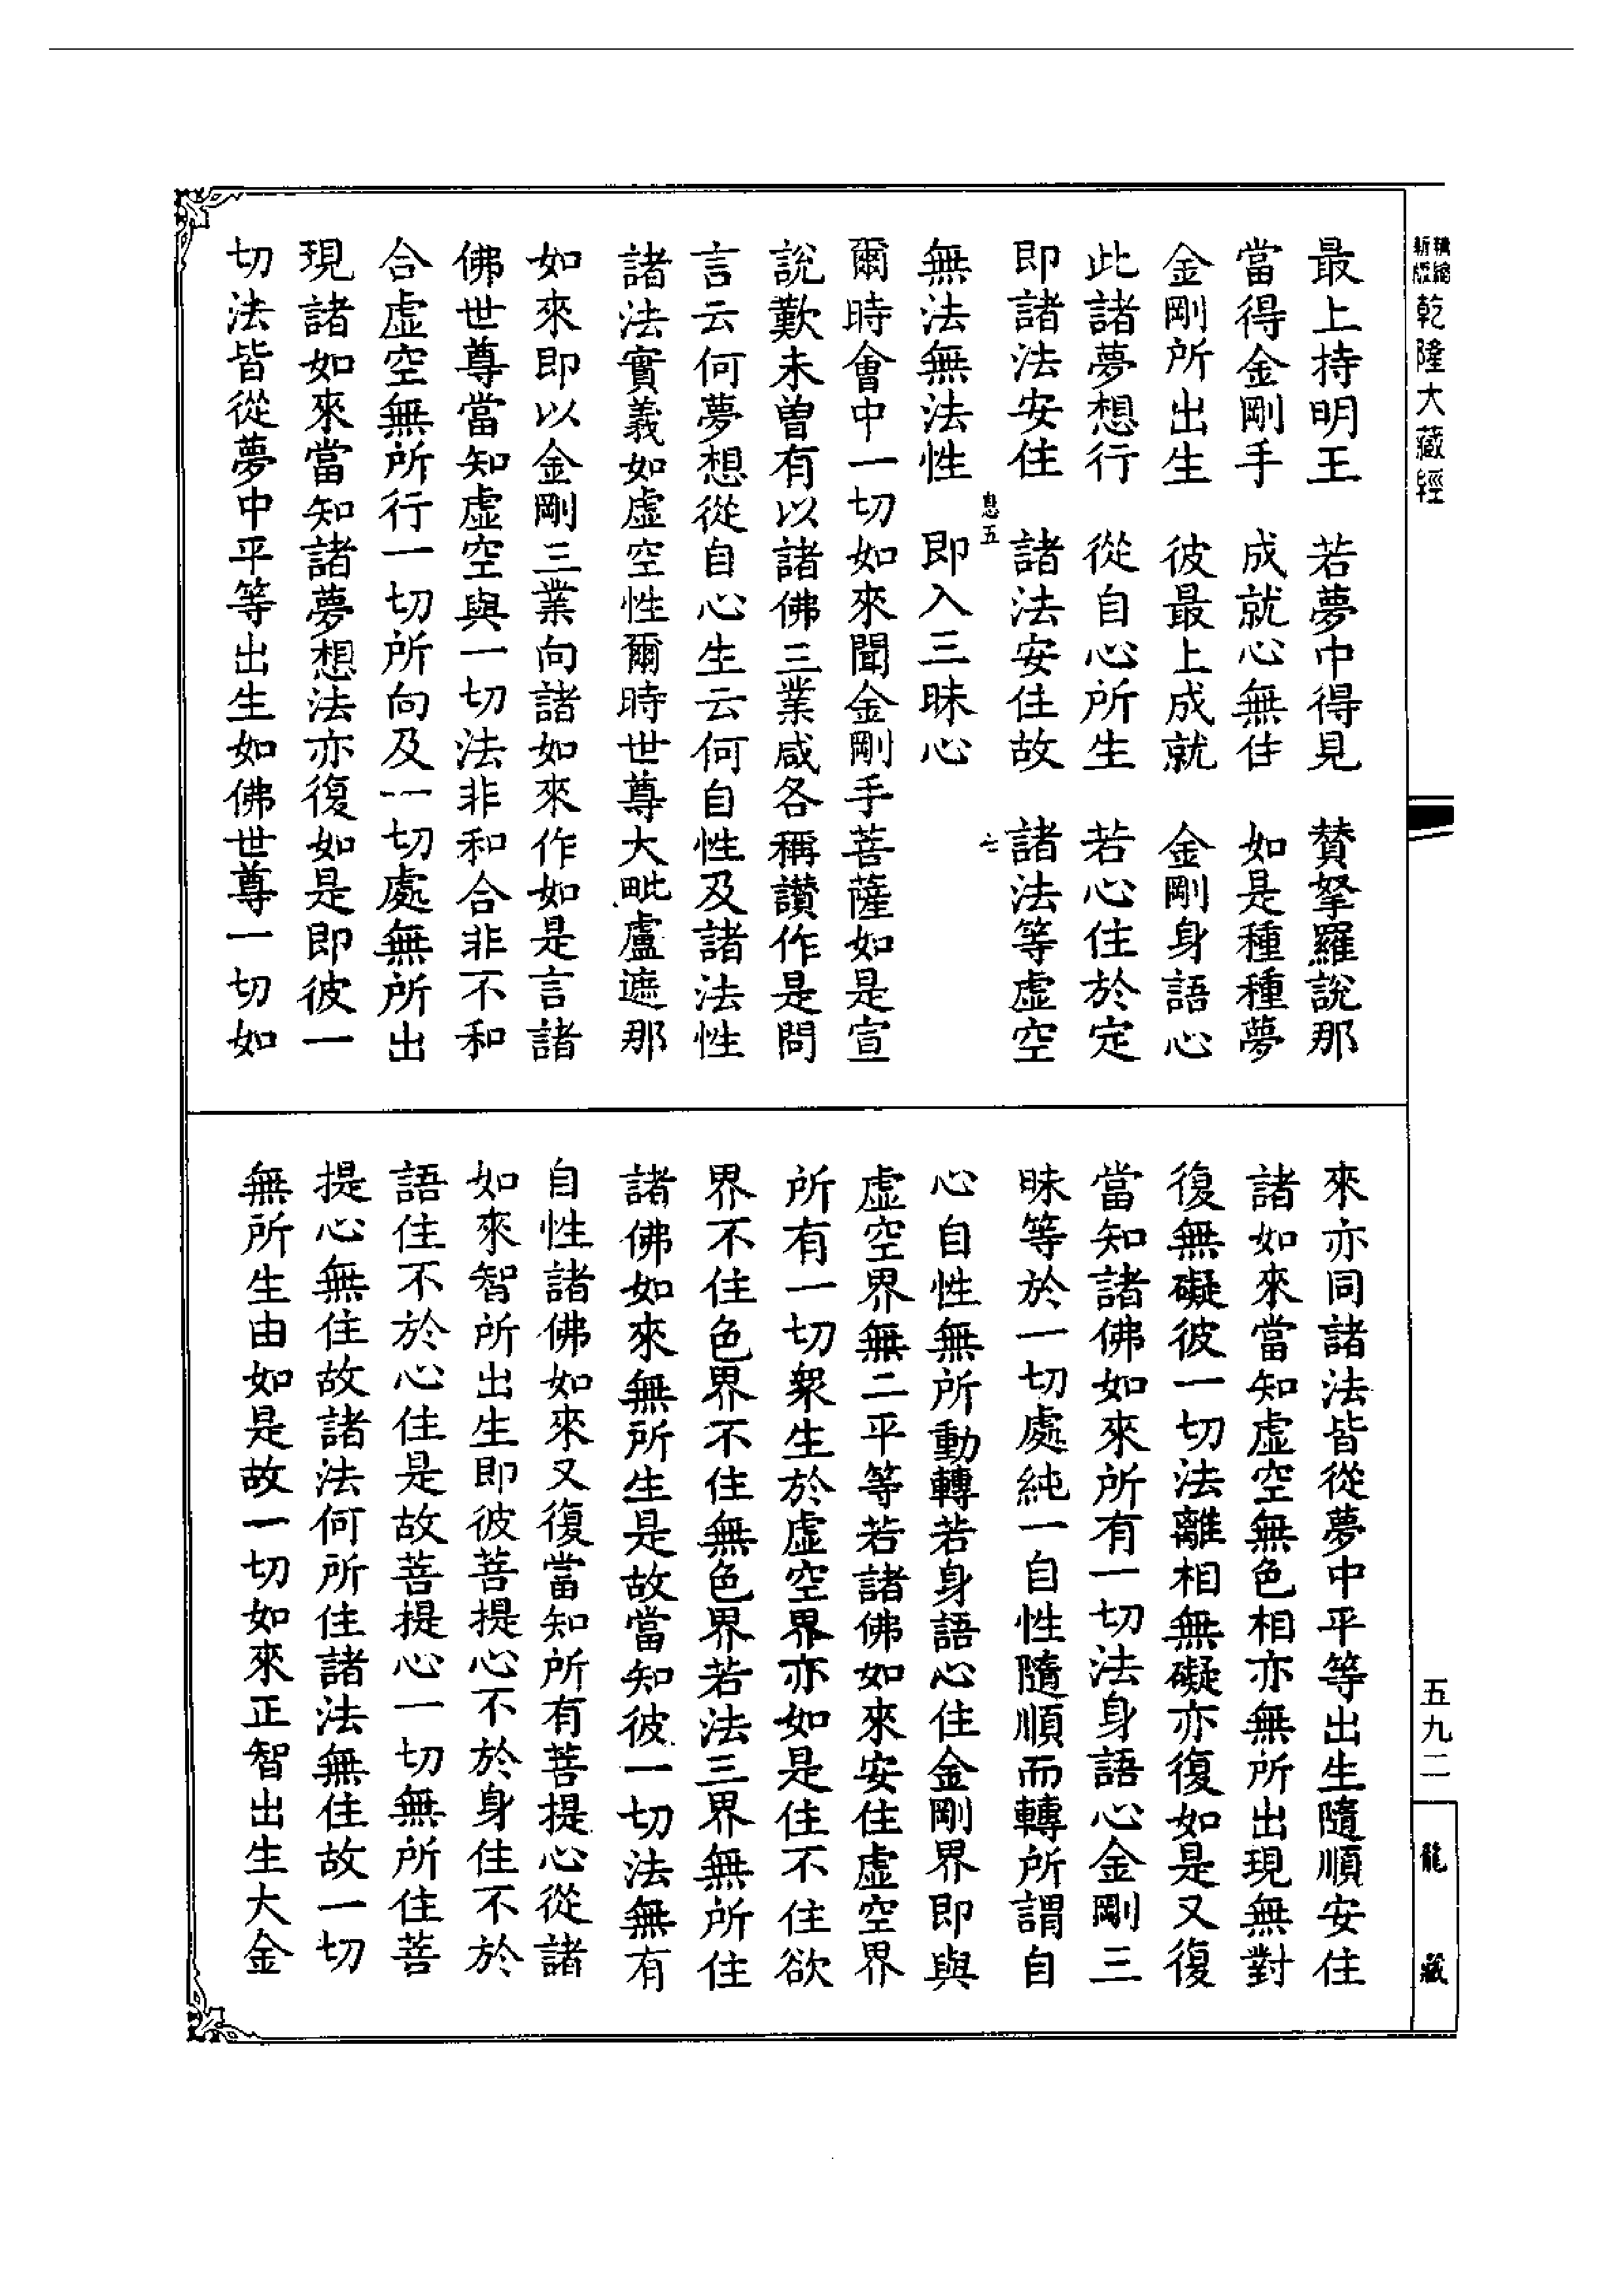 乾隆大藏經
最上持明王　若夢中得見　贊拏羅說那
當得金剛手　成就心無住　如是種種夢
金剛所出生　彼最上成就　金剛身語心
此諸夢想行　從自心所生　若心住於定
即諸法安住　諸法安住故　諸法等虛空
五　七
無法無法性　即入三昧心
爾時會中一切如來聞金剛手菩薩如是宣
說歎未曾有以諸佛三業咸各稱讚作是問
言云何夢想從自心生云何自性及諸法性
諸法實義如虛空性爾時世尊大毗盧遮那
如來即以金剛三業向諸如來作如是言諸
佛世尊當知虛空與一切法非和合非不和
合虛空無所行一切所向及一切處無所出
現諸如來當知諸夢想法亦復如是即彼一
切法皆從夢中平等出生如佛世尊一切如
來亦同諸法皆從夢中平等出生隨順安住
諸如來當知虛空無色相亦無所出現無對
復無礙彼一切法離相無礙亦復如是又復
當知諸佛如來所有一切法身語心金剛三
昧等於一切處純一自性隨順而轉所謂自
心自性無所動轉若身語心住金剛界即與
虛空界無二平等若諸佛如來安住虛空界
所有一切眾生於虛空界亦如是住不住欲
界不住色界不住無色界若法三界無所住
諸佛如來無所生是故當知彼一切法無有
自性諸佛如來又復當知所有菩提心從諸
如來智所出生即彼菩提心不於身住不於
語住不於心住是故菩提心一切無所住菩
提心無住故諸法何所住諸法無住故一切
無所生由如是故一切如來正智出生大金
五九二
龍藏